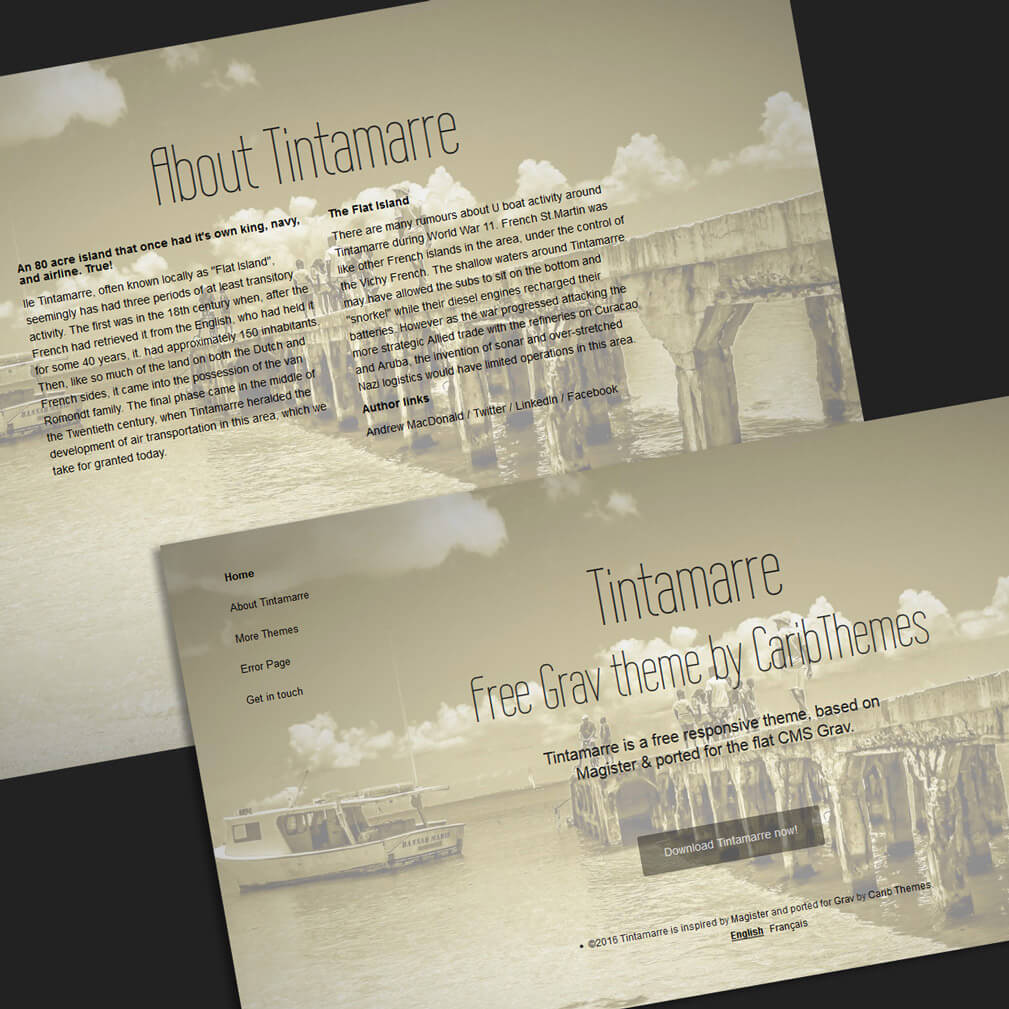 About Tintamarre
An 80 acre island that once had it's own king, navy,
and airline. True!
Ile Tintamarre, often known locally as "Flat Island",
seemingly has had three periods of at least transitory
activity. The first was in the 18th century when, after the
French had retrieved it from the English, who had held it
for some 40 years, it. had approximately 150 inhabitants.
Then, like so much of the land on both the Dutch and
French sides, it came into the possession of the van
Romondt family. The final phase came in the middle of
the Twentieth century, when Tintamarre heralded the
development of air transportation in this area, which we
take for granted today.
The Flat Island
There are many rumours about U boat activity around
Tintamarre during World War 11. French St.Martin was
like other French islands in the area, under the control of
the Vichy French. The shallow waters around Tintamarre
may have allowed the subs to sit on the bottom and
"snorkel" while their diesel engines recharged their
batteries. However as the war progressed attacking the
more strategic Allied trade with the refineries on Curacao
and Aruba, the invention of sonar and over-stretched
Nazi logistics would have limited operations in this area.
Author links
Andrew MacDonald / Twitter / LinkedIn / Facebook
Home
About Tintamarre
More Themes
Error Page
Get in touch
Tintamarre
Free Grav theme by CaribThemes
Tintamarre is a free responsive theme, based on
Magister & ported for the flat CMS Grav.
Download Tintamarre now!
• ©2016 Tintamarre is inspired by Magister and ported for Grav by Carib Themes.
English Français